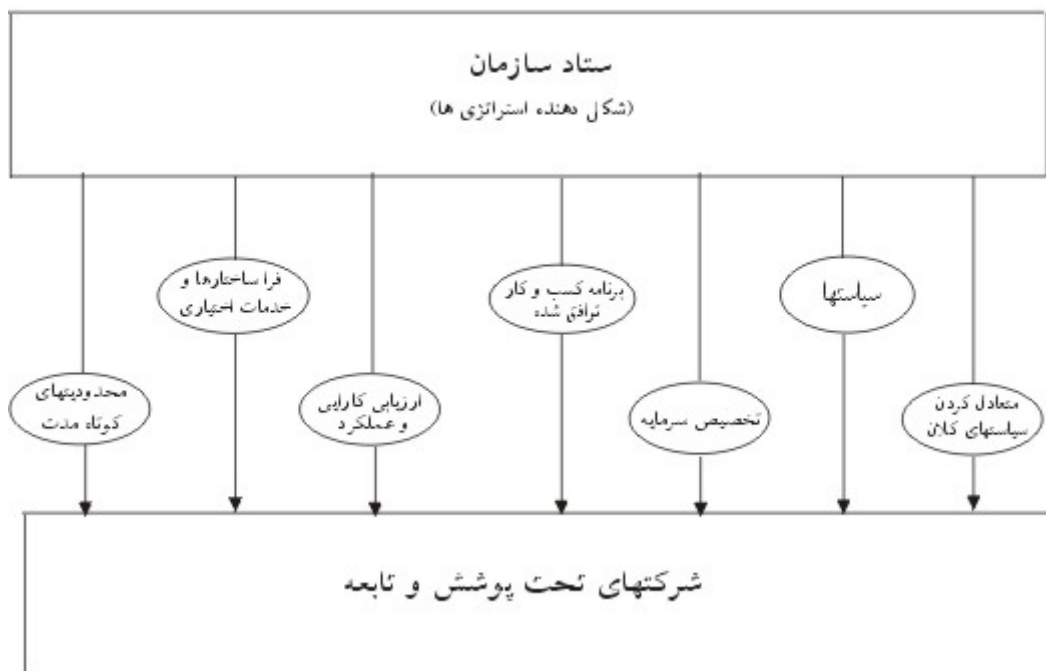 ستاد سازمان
(شکل دهنده استراتژی ها)
سیاستها
برنامه کسب و کار
توافق شده
فرا ساختارها و
خدمات اختیاری
متعادل کردن
سیاستهای کلان
تخصیص سرمایه
ارزیابی کارایی
و عملکرد
محدودیتهای
کوتاه مدت
شرکتهای تحت پوشش و تابعه